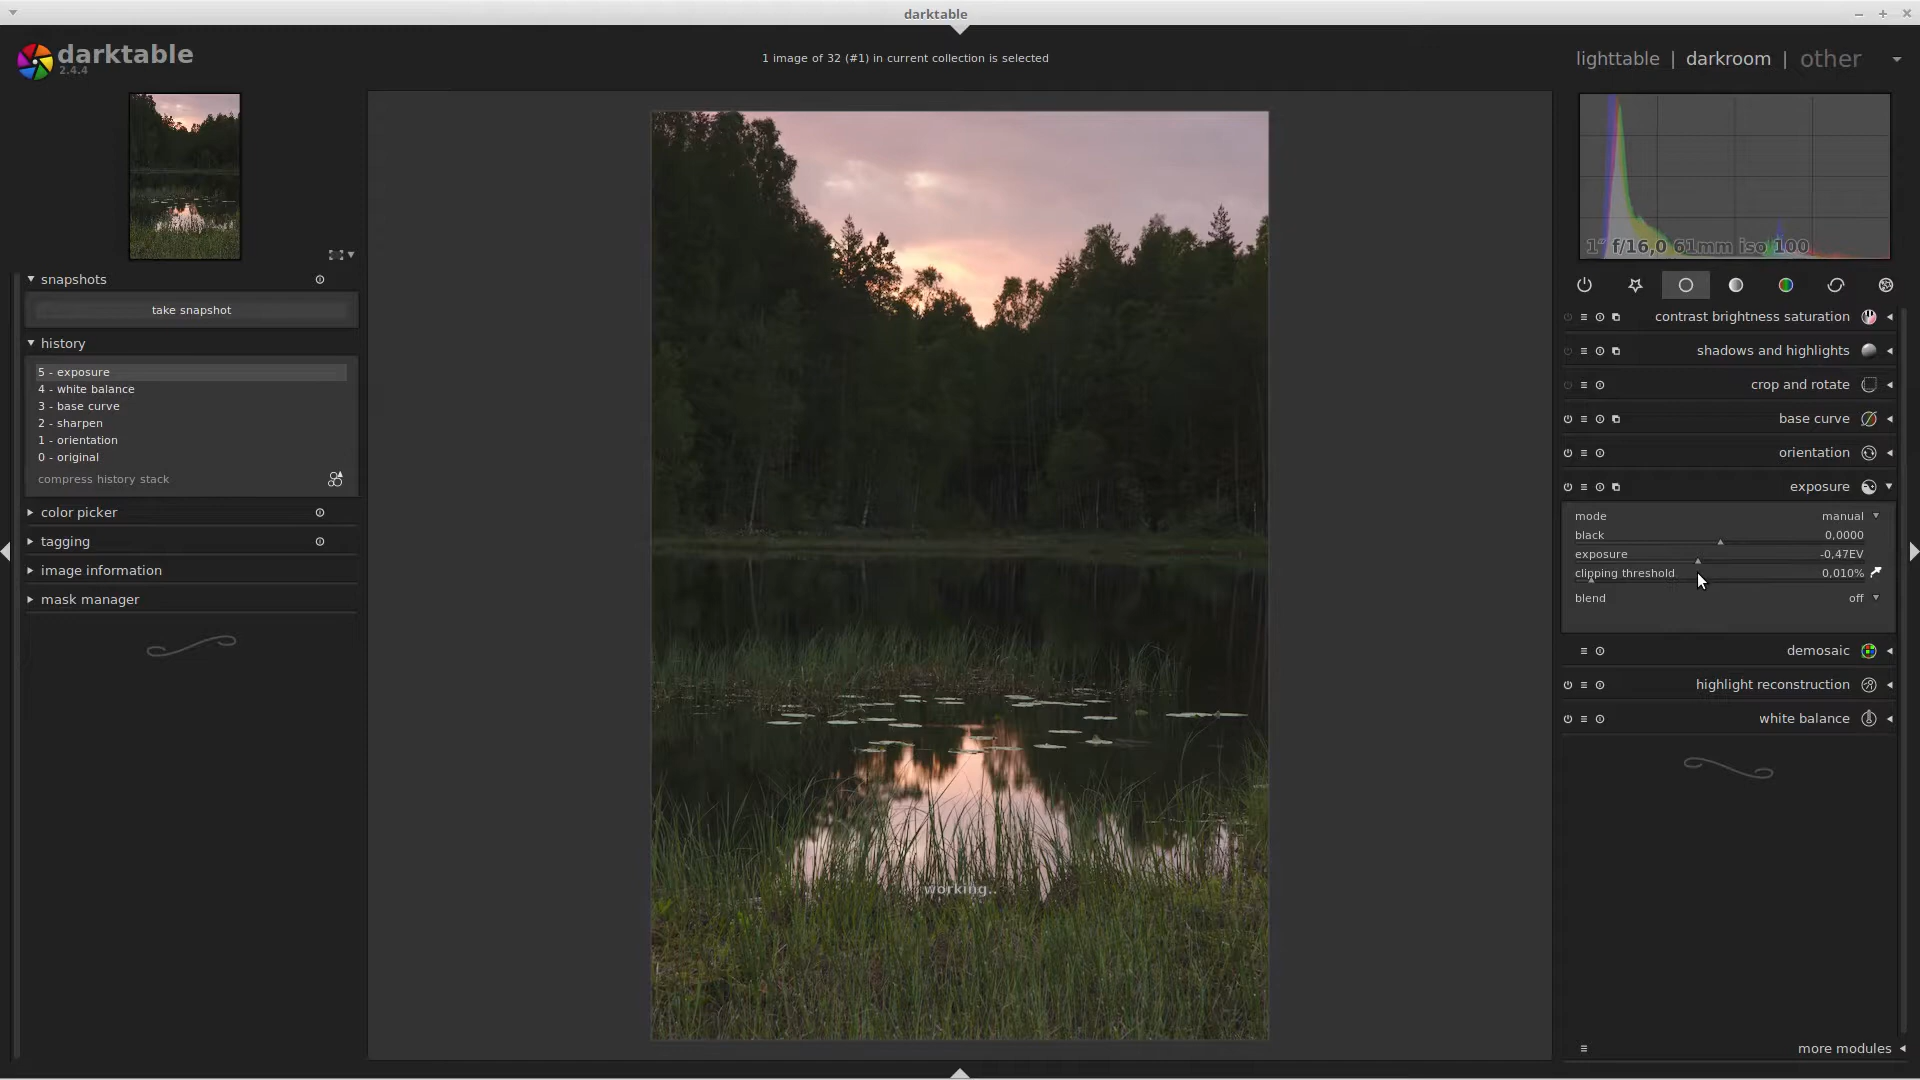 darktable
darktable
2.4.4
1 image of 32 (#1) in current collection is selected
lighttable | darkroom | other
1" f/16,0 61mm iso 100
snapshots
take snapshot
history
5 - exposure
4 - white balance
3 - base curve
2 - sharpen
1 - orientation
0 - original
compress history stack
color picker
tagging
image information
mask manager
working..
contrast brightness saturation
shadows and highlights
crop and rotate
base curve
orientation
exposure
mode manual
black 0,0000
exposure -0,47EV
clipping threshold 0,010%
blend off
demosaic
highlight reconstruction
white balance
more modules